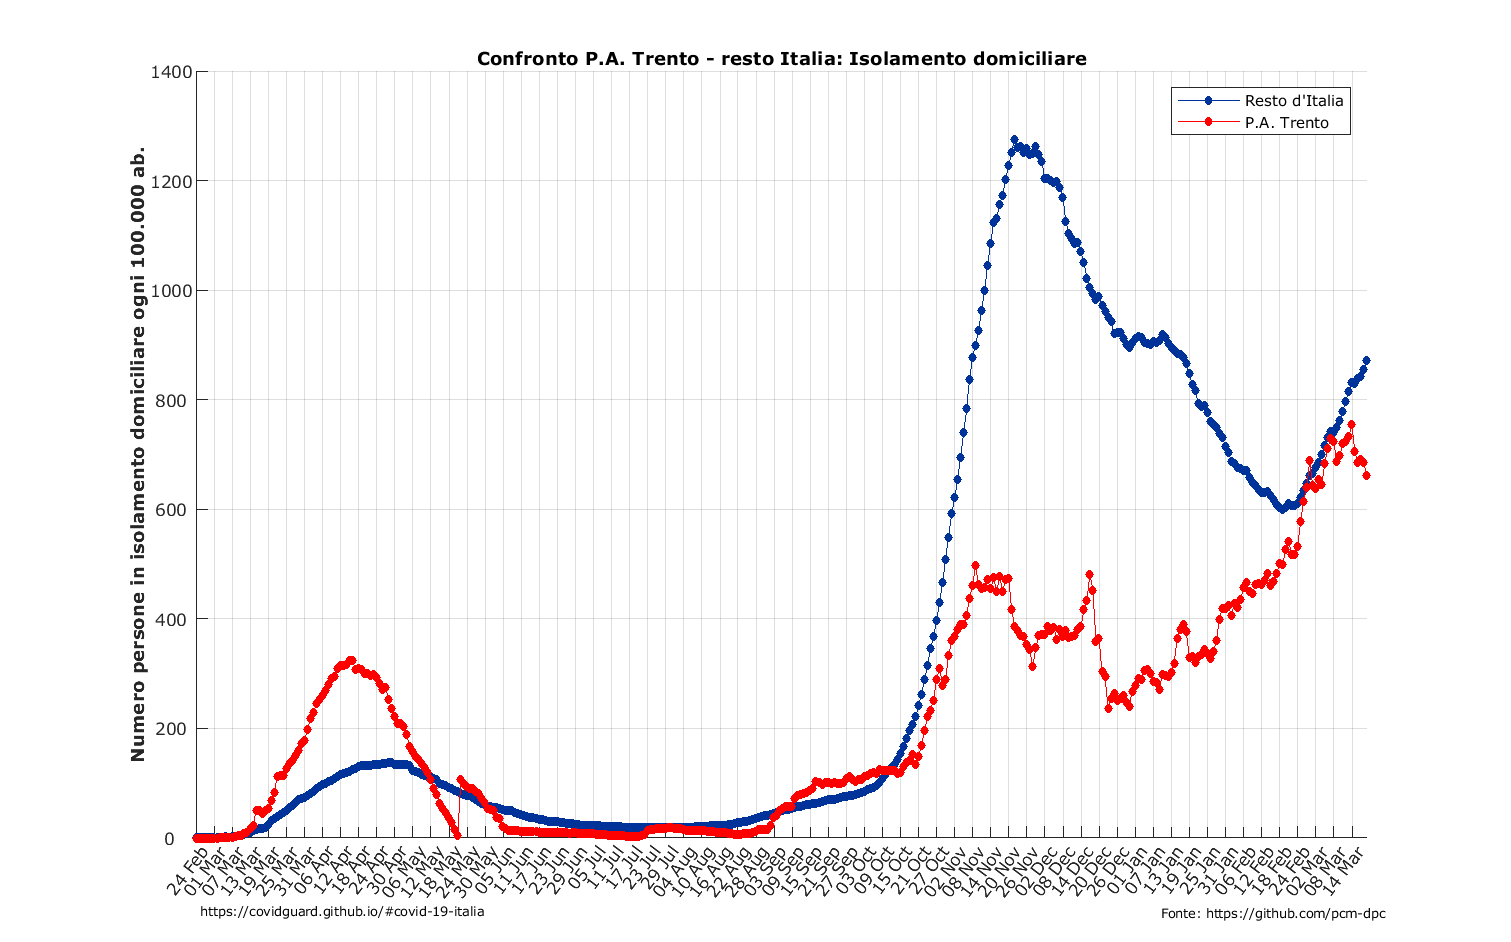 Confronto P.A. Trento - resto Italia: Isolamento domiciliare
Numero persone in isolamento domiciliare ogni 100.000 ab.
1400
1200
1000
800
600
400
200
0
Resto d'Italia
P.A. Trento
24 Feb
01 Mar
07 Mar
13 Mar
19 Mar
25 Mar
31 Mar
06 Apr
12 Apr
18 Apr
24 Apr
30 Apr
06 May
12 May
18 May
24 May
30 May
05 Jun
11 Jun
17 Jun
23 Jun
29 Jun
05 Jul
11 Jul
17 Jul
23 Jul
29 Jul
04 Aug
10 Aug
16 Aug
22 Aug
28 Aug
03 Sep
09 Sep
15 Sep
21 Sep
27 Sep
03 Oct
09 Oct
15 Oct
21 Oct
27 Oct
02 Nov
08 Nov
14 Nov
20 Nov
26 Nov
02 Dec
08 Dec
14 Dec
20 Dec
26 Dec
01 Jan
07 Jan
13 Jan
19 Jan
25 Jan
31 Jan
06 Feb
12 Feb
18 Feb
24 Feb
02 Mar
08 Mar
14 Mar
https://covidguard.github.io/#covid-19-italia
Fonte: https://github.com/pcm-dpc